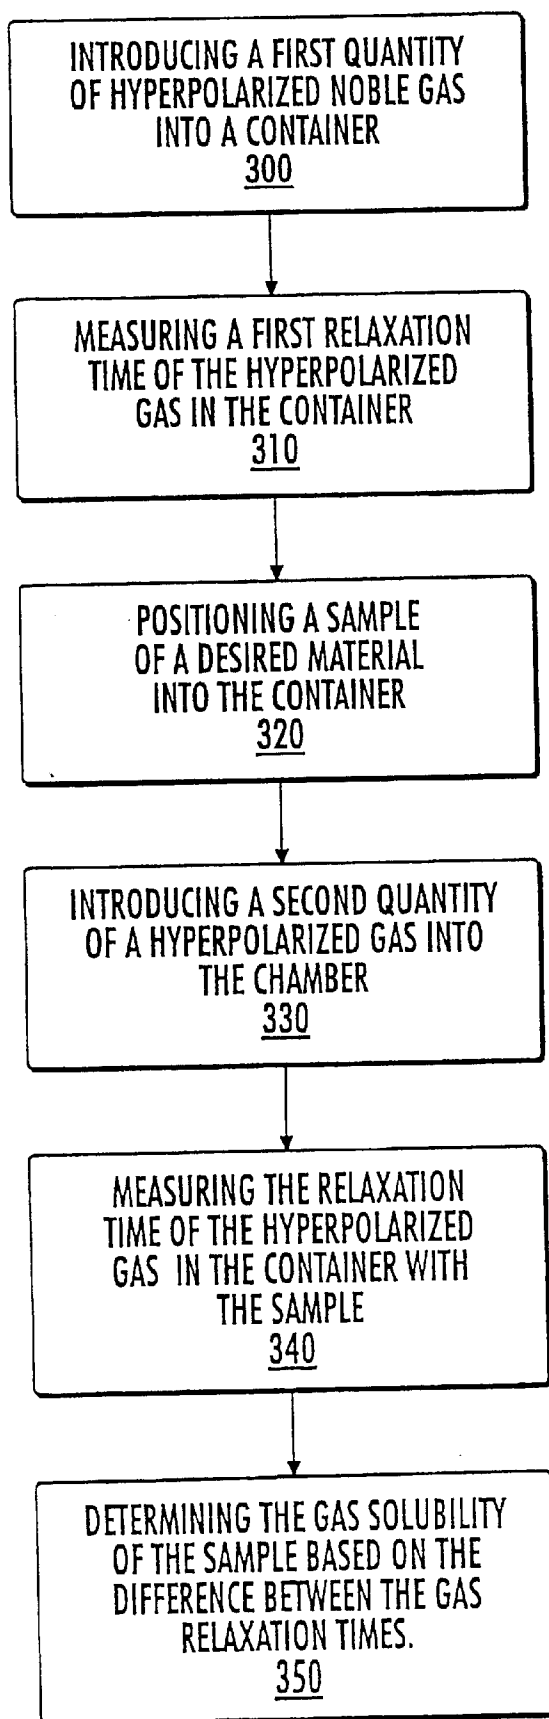 INTRODUCING A FIRST QUANTITY
OF HYPERPOLARIZED NOBLE GAS
INTO A CONTAINER
300
MEASURING A FIRST RELAXATION
TIME OF THE HYPERPOLARIZED
GAS IN THE CONTAINER
310
POSITIONING A SAMPLE
OF A DESIRED MATERIAL
INTO THE CONTAINER
320
INTRODUCING A SECOND QUANTITY
OF A HYPERPOLARIZED GAS INTO
THE CHAMBER
330
MEASURING THE RELAXATION
TIME OF THE HYPERPOLARIZED
GAS IN THE CONTAINER WITH
THE SAMPLE
340
DETERMINING THE GAS SOLUBILITY
OF THE SAMPLE BASED ON THE
DIFFERENCE BETWEEN THE GAS
RELAXATION TIMES.
350